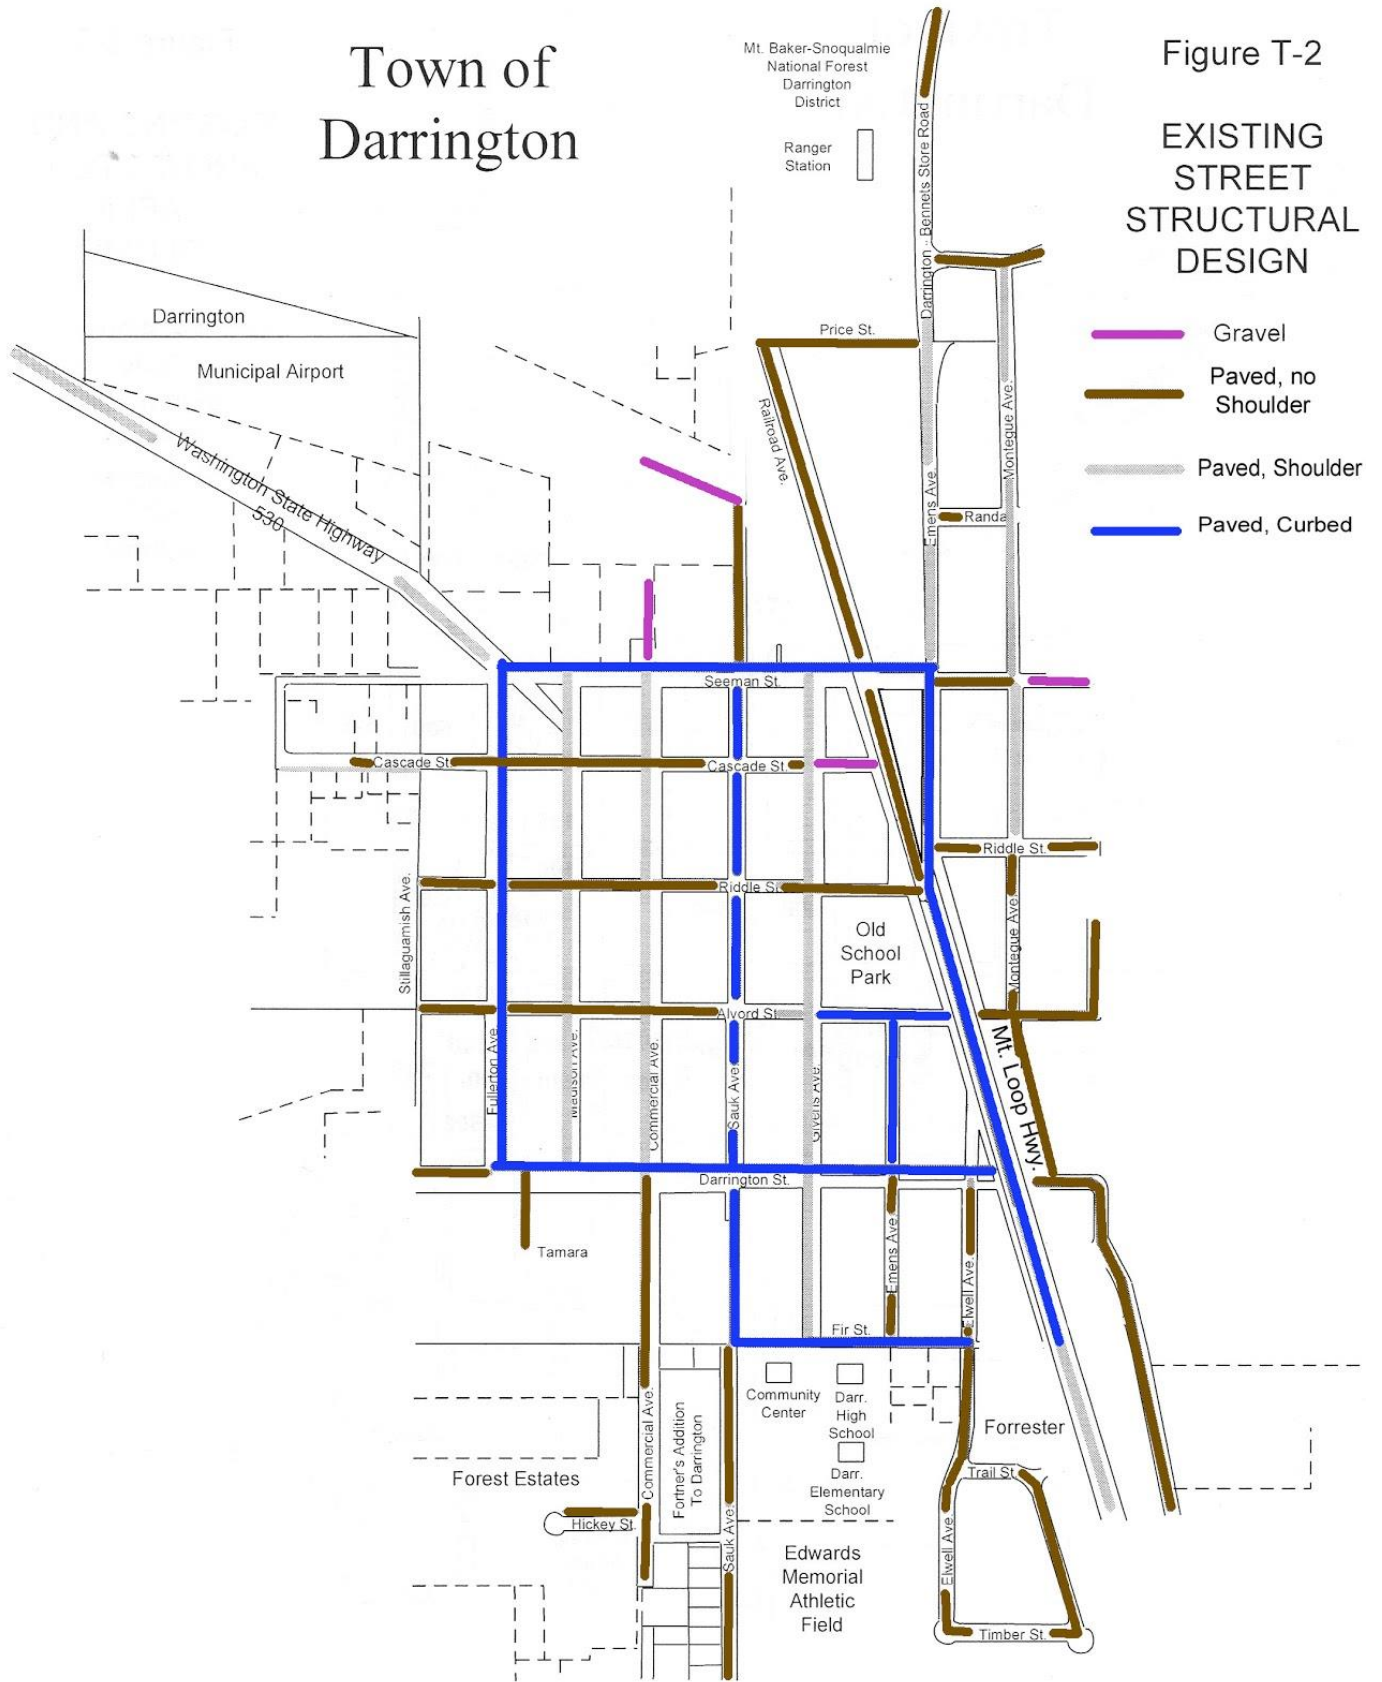 Town of
Darrington
Mt. Baker-Snoqualmie
National Forest
Darrington
District
Ranger
Station
Figure T-2
EXISTING
STREET
STRUCTURAL
DESIGN
Gravel
Paved, no
Shoulder
Paved, Shoulder
Paved, Curbed
Darrington - Bennets Store Road
Darrington
Municipal Airport
Price St.
Railroad Ave.
Montegue Ave.
Emens Ave.
Randa
Washington State Highway
530
Seeman St.
Cascade St.
Cascade St.
Riddle St.
Riddle St.
Stillaguamish Ave.
Montegue Ave.
Old
School
Park
Alvord St.
Fullerton Ave.
Madison Ave.
Commercial Ave.
Sauk Ave.
Givens Ave.
Mt. Loop Hwy.
Darrington St.
Tamara
Emens Ave.
Elwell Ave.
Fir St.
Community
Center
Darr.
High
School
Darr.
Elementary
School
Forrester
Commercial Ave.
Fortner's Addition
To Darrington
Forest Estates
Trail St
Hickey St.
Sauk Ave.
Elwell Ave.
Edwards
Memorial
Athletic
Field
Timber St.